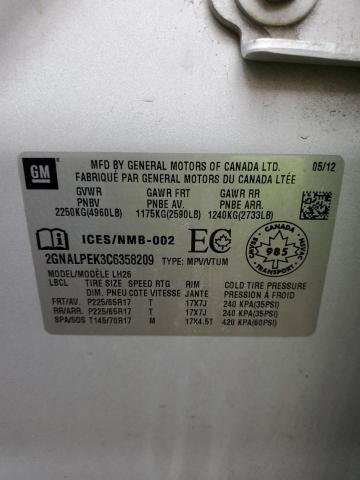 GM
MFD BY GENERAL MOTORS OF CANADA LTD. 05/12
FABRIQUÉ PAR GENERAL MOTORS DU CANADA LTÉE
GVWR GAWR FRT GAWR RR
PNBV PNBE AV. PNBE ARR.
2250KG(4960LB) 1175KG(2590LB) 1240KG(2733LB)
ICES/NMB-002 EC
CANADA 985
2GNALPEK3C6358209 TYPE: MPV/VTUM
MODEL/MODÈLE LH26
LBCL TIRE SIZE SPEED RTG RIM COLD TIRE PRESSURE
DIM. PNEU COTE VITESSE JANTE PRESSION À FROID
FRT/AV. P225/65R17 T 17X7J 240 KPA(35PSI)
RR/ARR. P225/65R17 T 17X7J 240 KPA(35PSI)
SPA/SOS T145/70R17 M 17X4.5T 420 KPA(60PSI)